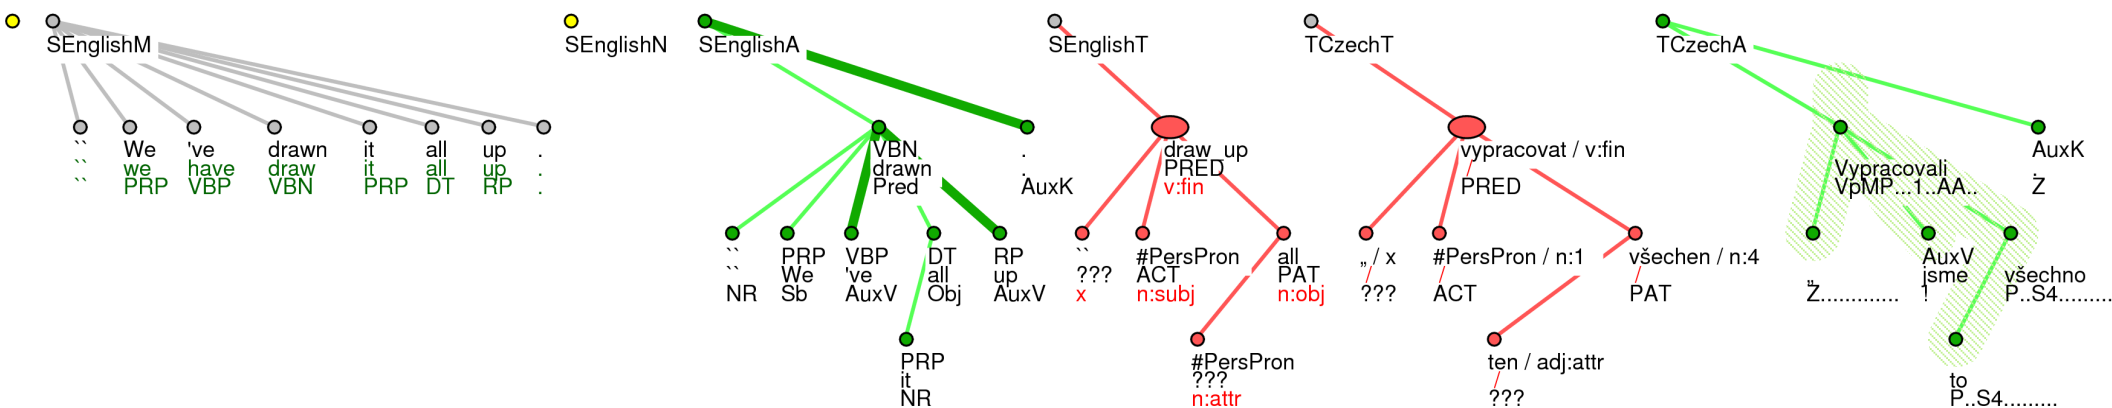 SEnglishM SEnglishN SEnglishA SEnglishT TCzechT TCzechA
`` We 've drawn it all up .
`` we have draw it all up .
`` PRP VBP VBN PRP DT RP .
VBN . draw_up vypracovat / v:fin AuxK
drawn . PRED Vypracovali .
Pred AuxK v:fin PRED VpMP...1..AA.. Z
`` PRP VBP DT RP `` #PersPron all „ / x #PersPron / n:1 všechen / n:4 AuxV
`` We 've all up ??? ACT PAT / / „ jsme všechno
NR Sb AuxV Obj AuxV x n:subj n:obj ??? ACT PAT Z............. ! P..S4.........
PRP #PersPron ten / adj:attr
it ??? / to
NR n:attr ??? P..S4.........